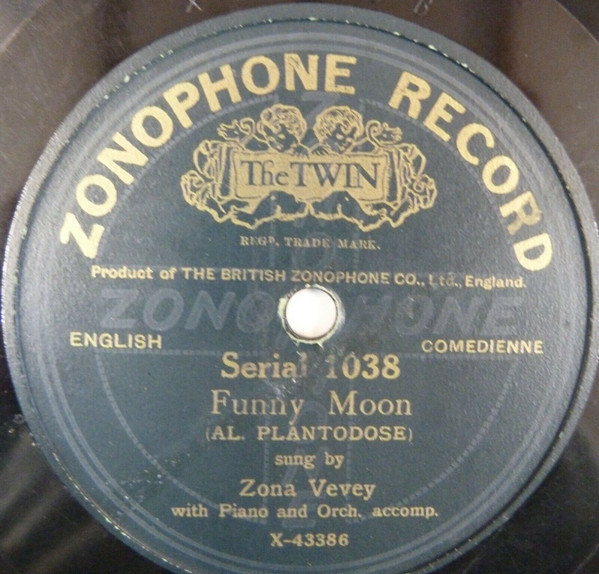 ZONOPHONE RECORD
The TWIN
REGD. TRADE MARK.
Product of THE BRITISH ZONOPHONE CO., Ltd., England.
ZONOPHONE
ENGLISH COMEDIENNE
Serial 1038
Funny Moon
(AL. PLANTODOSE)
sung by
Zona Vevey
with Piano and Orch. accomp.
X-43386